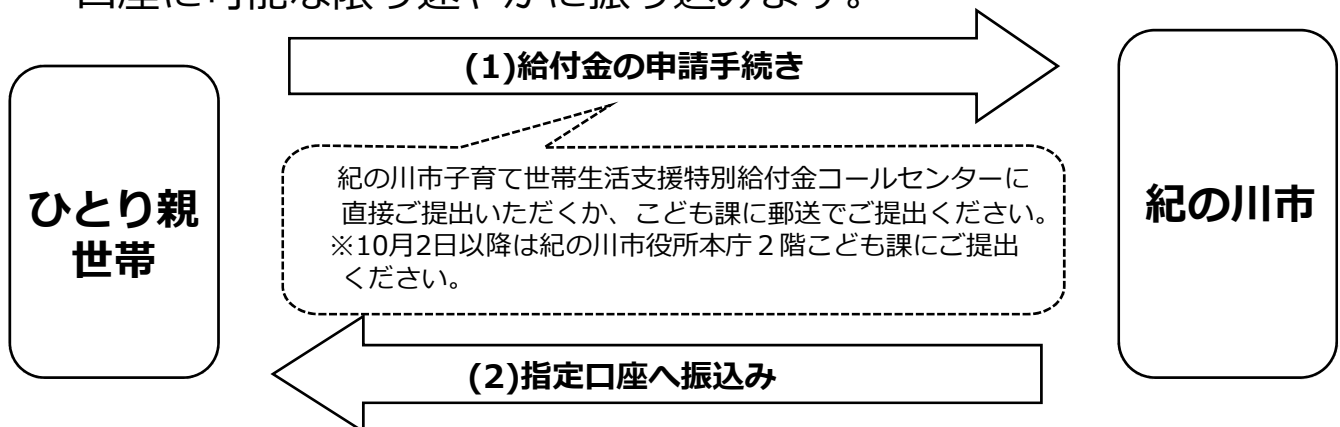 口座に可能な限り速やかに振り込みます。
(1)給付金の申請手続き
ひとり親
世帯
紀の川市子育て世帯生活支援特別給付金コールセンターに
直接ご提出いただくか、こども課に郵送でご提出ください。
※10月2日以降は紀の川市役所本庁２階こども課にご提出
ください。
紀の川市
(2)指定口座へ振込み